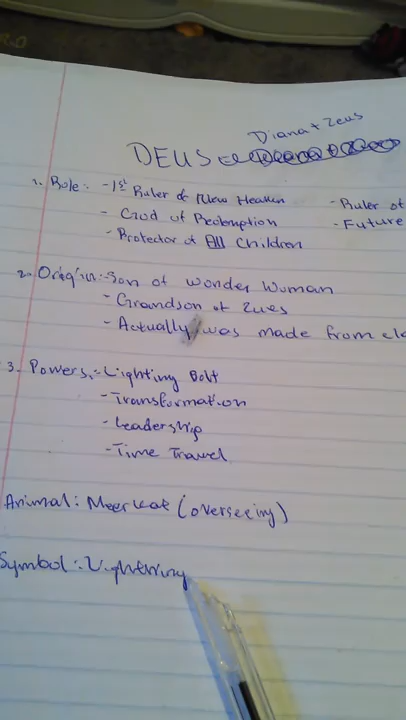 Diana + Zeus
DEUS
1. Role: - 1st Ruler of New Heaven - Ruler of
- God of Redemption - Future
- Protector of All Children
2. Origin: - Son of Wonder Woman
- Grandson of Zues
- Actually was made from cla
3. Powers: - Lighting Bolt
- Transformation
- Leadership
- Time Travel
Animal: Meerkat (overseeing)
Symbol: Lightning